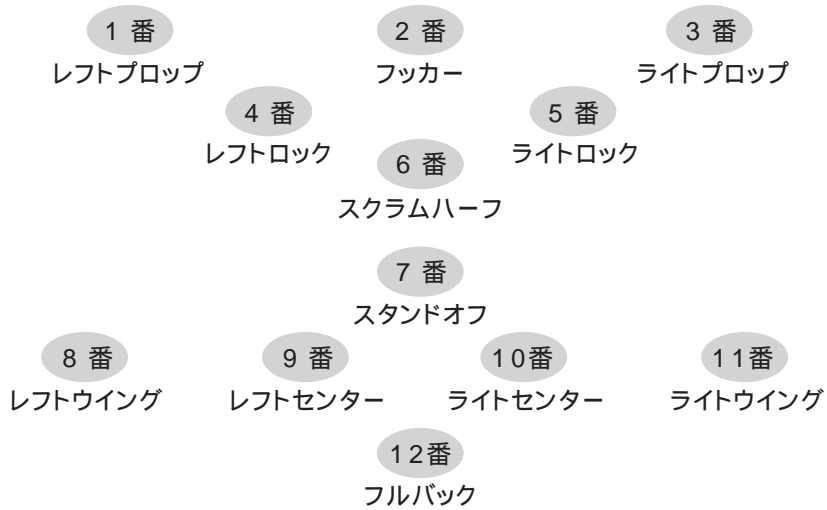 1 番 2 番 3 番
レフトプロップ フッカー ライトプロップ
4 番 5 番
レフトロック ライトロック
6 番
スクラムハーフ
7 番
スタンドオフ
8 番 9 番 10番 11番
レフトウイング レフトセンター ライトセンター ライトウイング
12番
フルバック